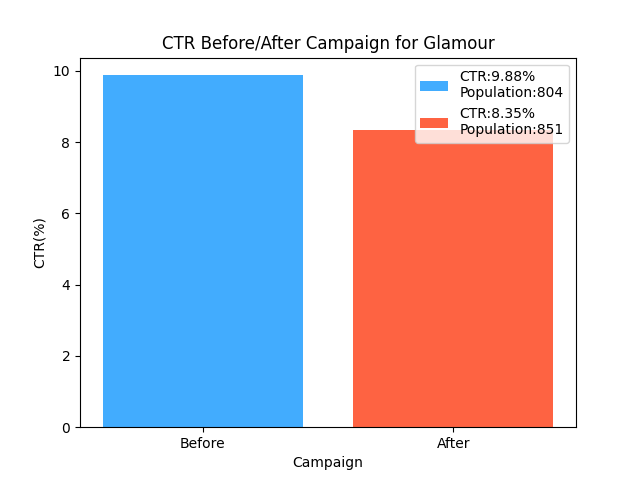 CTR Before/After Campaign for Glamour
CTR:9.88%
Population:804
CTR:8.35%
Population:851
CTR(%)
10
8
6
4
2
0
Before
After
Campaign